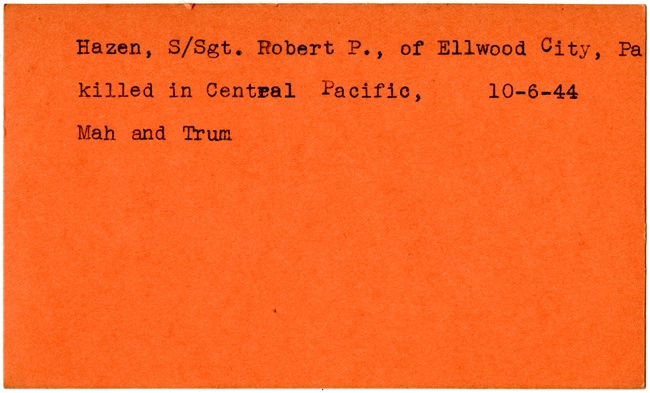 Hazen, S/Sgt. Robert P., of Ellwood City, Pa
killed in Central Pacific, 10-6-44
Mah and Trum